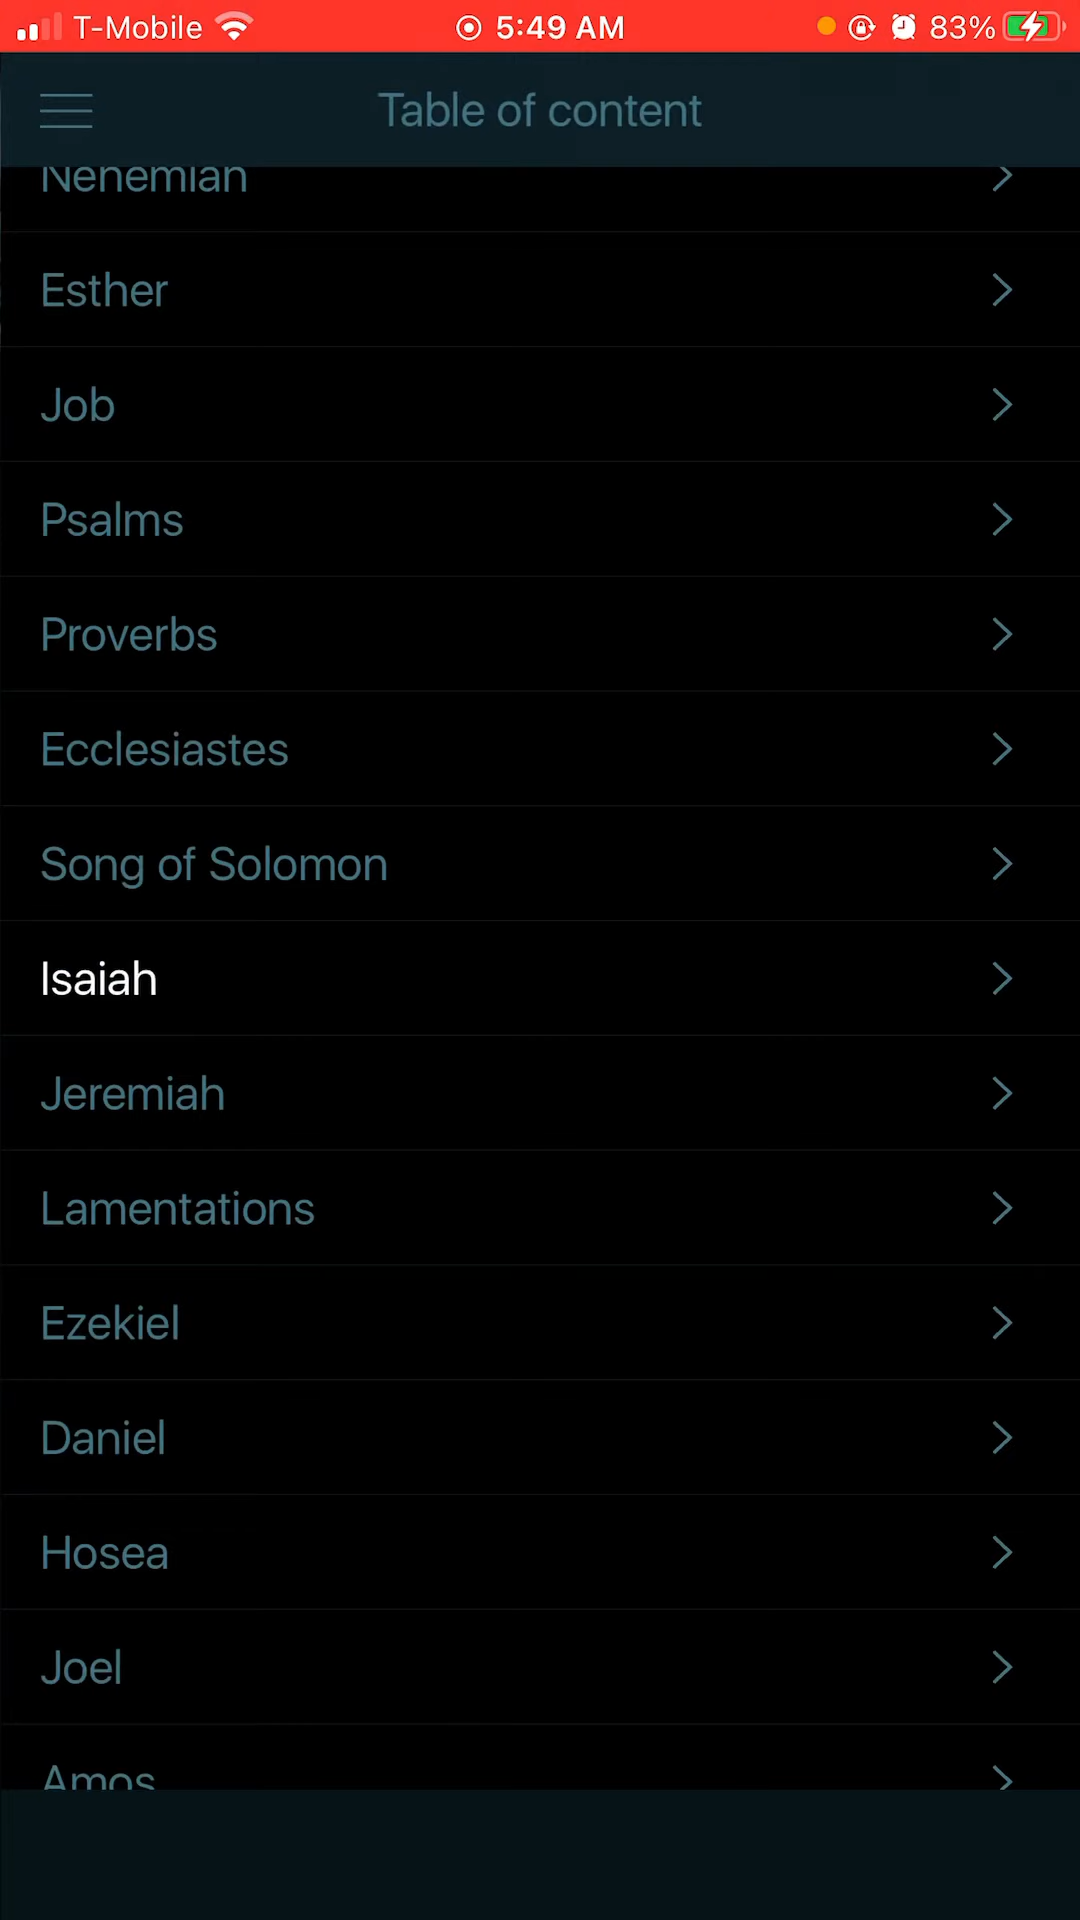 T-Mobile 5:49 AM 83%
Table of content
Nehemiah
Esther
Job
Psalms
Proverbs
Ecclesiastes
Song of Solomon
Isaiah
Jeremiah
Lamentations
Ezekiel
Daniel
Hosea
Joel
Amos